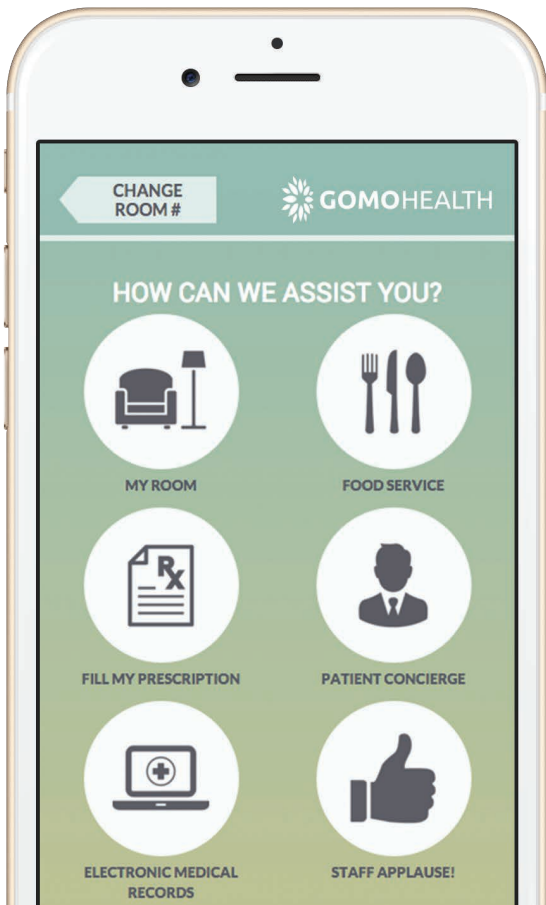 CHANGE
ROOM #
GOMOHEALTH
HOW CAN WE ASSIST YOU?
MY ROOM
FOOD SERVICE
Rx
FILL MY PRESCRIPTION
PATIENT CONCIERGE
ELECTRONIC MEDICAL
RECORDS
STAFF APPLAUSE!